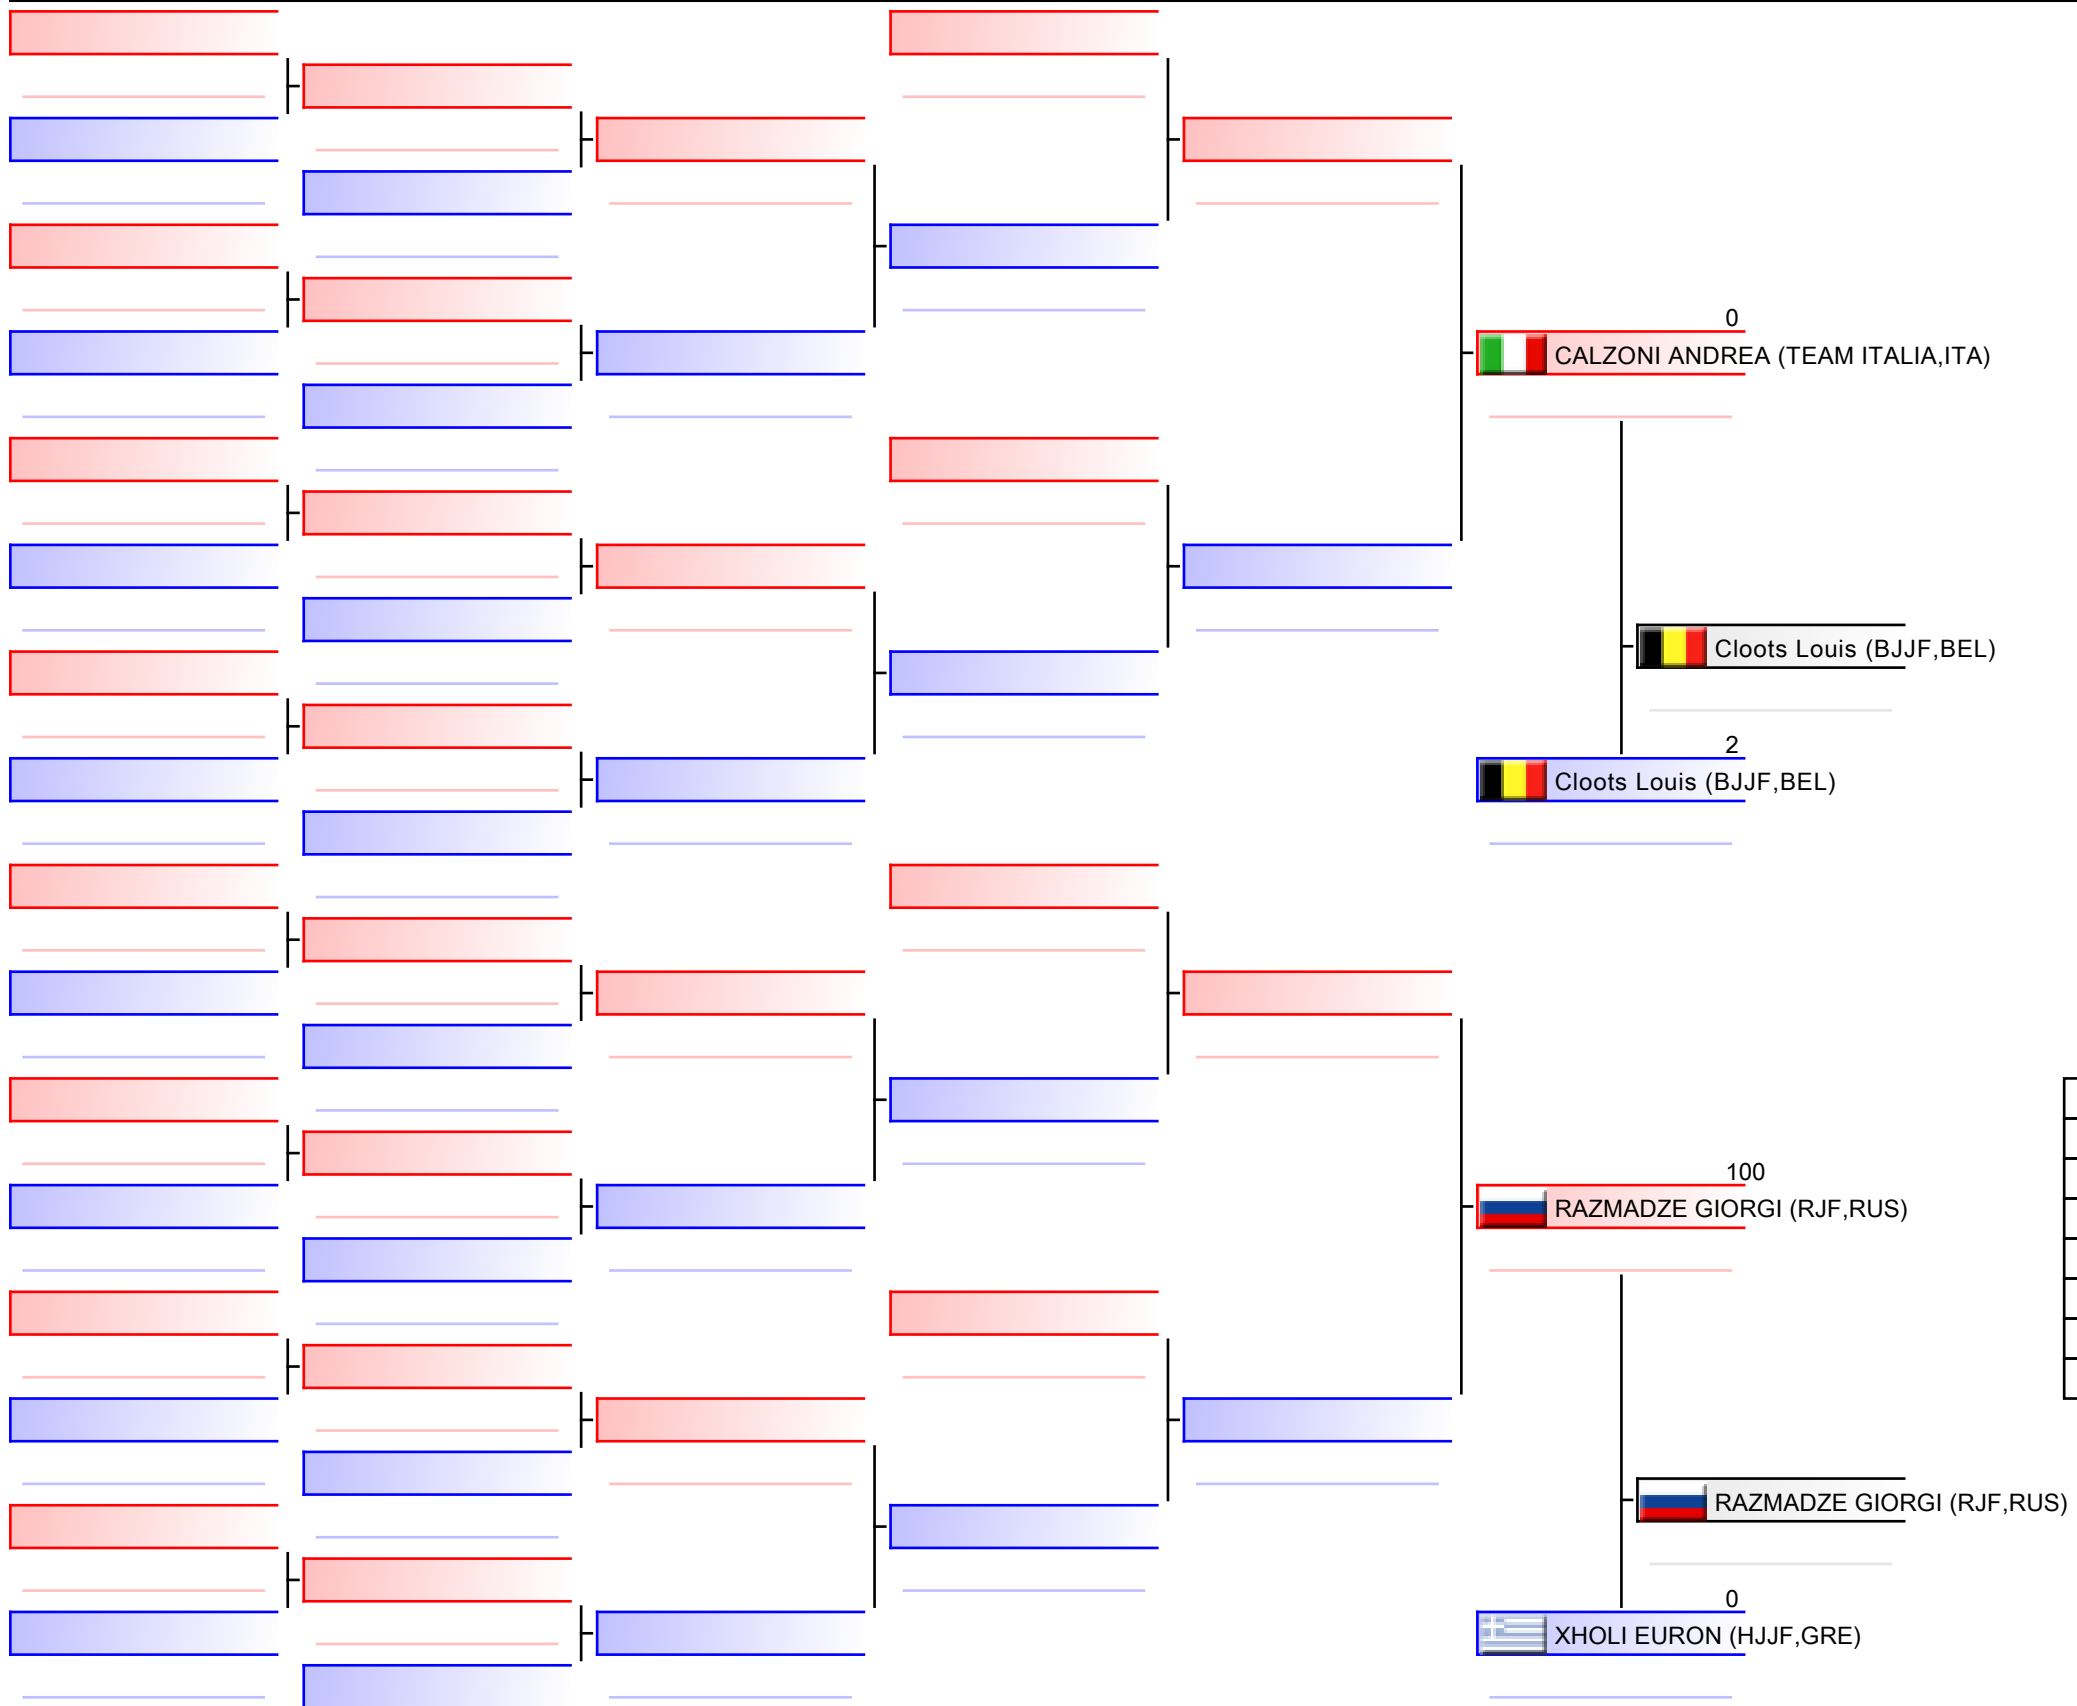 0
CALZONI ANDREA (TEAM ITALIA,ITA)
Cloots Louis (BJJF,BEL)
2
Cloots Louis (BJJF,BEL)
100
RAZMADZE GIORGI (RJF,RUS)
RAZMADZE GIORGI (RJF,RUS)
0
XHOLI EURON (HJJF,GRE)